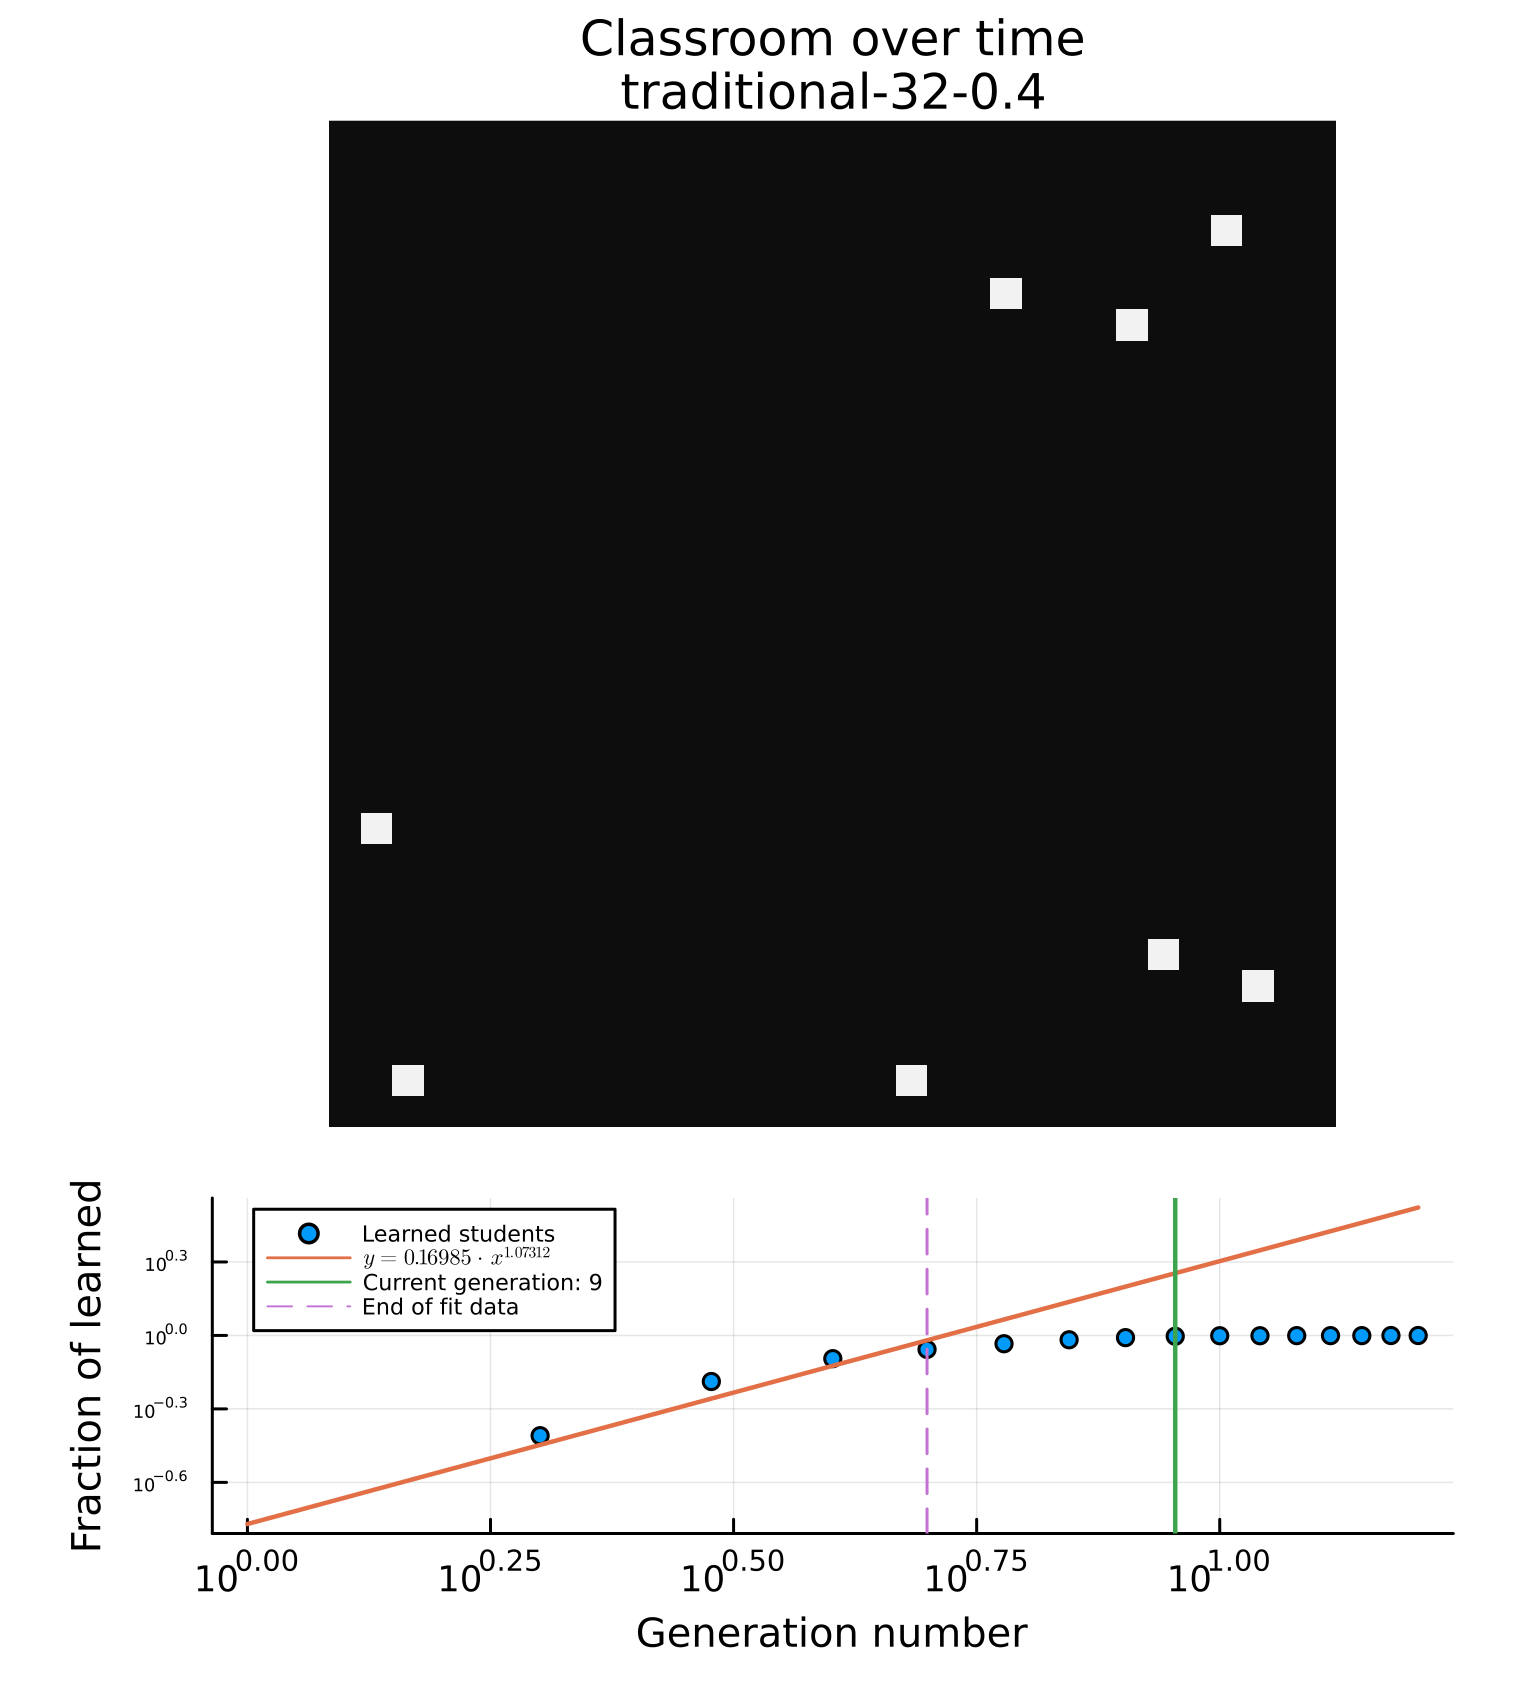 Classroom over time
traditional-32-0.4
Fraction of learned
10^0.3
10^0.0
10^−0.3
10^−0.6
Learned students
y = 0.16985 · x^1.07312
Current generation: 9
End of fit data
10^0.00 10^0.25 10^0.50 10^0.75 10^1.00
Generation number